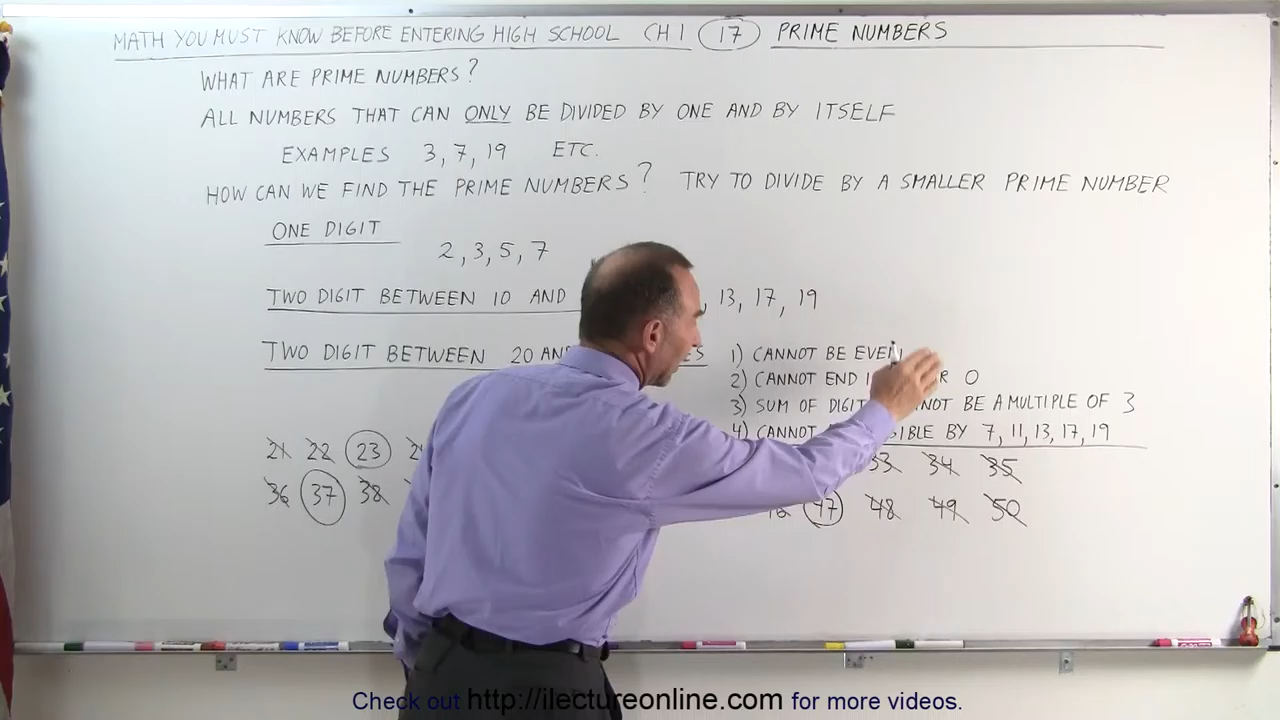 MATH YOU MUST KNOW BEFORE ENTERING HIGH SCHOOL CH 1 17 PRIME NUMBERS
WHAT ARE PRIME NUMBERS?
ALL NUMBERS THAT CAN ONLY BE DIVIDED BY ONE AND BY ITSELF
EXAMPLES 3, 7, 19 ETC.
HOW CAN WE FIND THE PRIME NUMBERS? TRY TO DIVIDE BY A SMALLER PRIME NUMBER
ONE DIGIT
2, 3, 5, 7
TWO DIGIT BETWEEN 10 AND , 13, 17, 19
TWO DIGIT BETWEEN 20 AND
1) CANNOT BE EVEN
2) CANNOT END 0
3) SUM OF BE A MULTIPLE OF 3
4) BY 7, 11, 13, 17, 19
21 22 23 33 34 35
36 37 38 47 48 49 50
Check out http://ilectureonline.com for more videos.